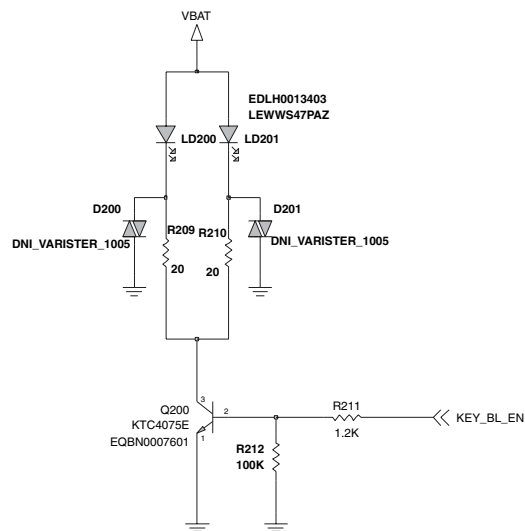 VBAT
EDLH0013403
LEWWS47PAZ
LD200
LD201
D200
D201
R209
R210
DNI_VARISTER_1005
DNI_VARISTER_1005
20
20
3
Q200
KTC4075E
EQBN0007601
2
1
R211
1.2K
KEY_BL_EN
R212
100K